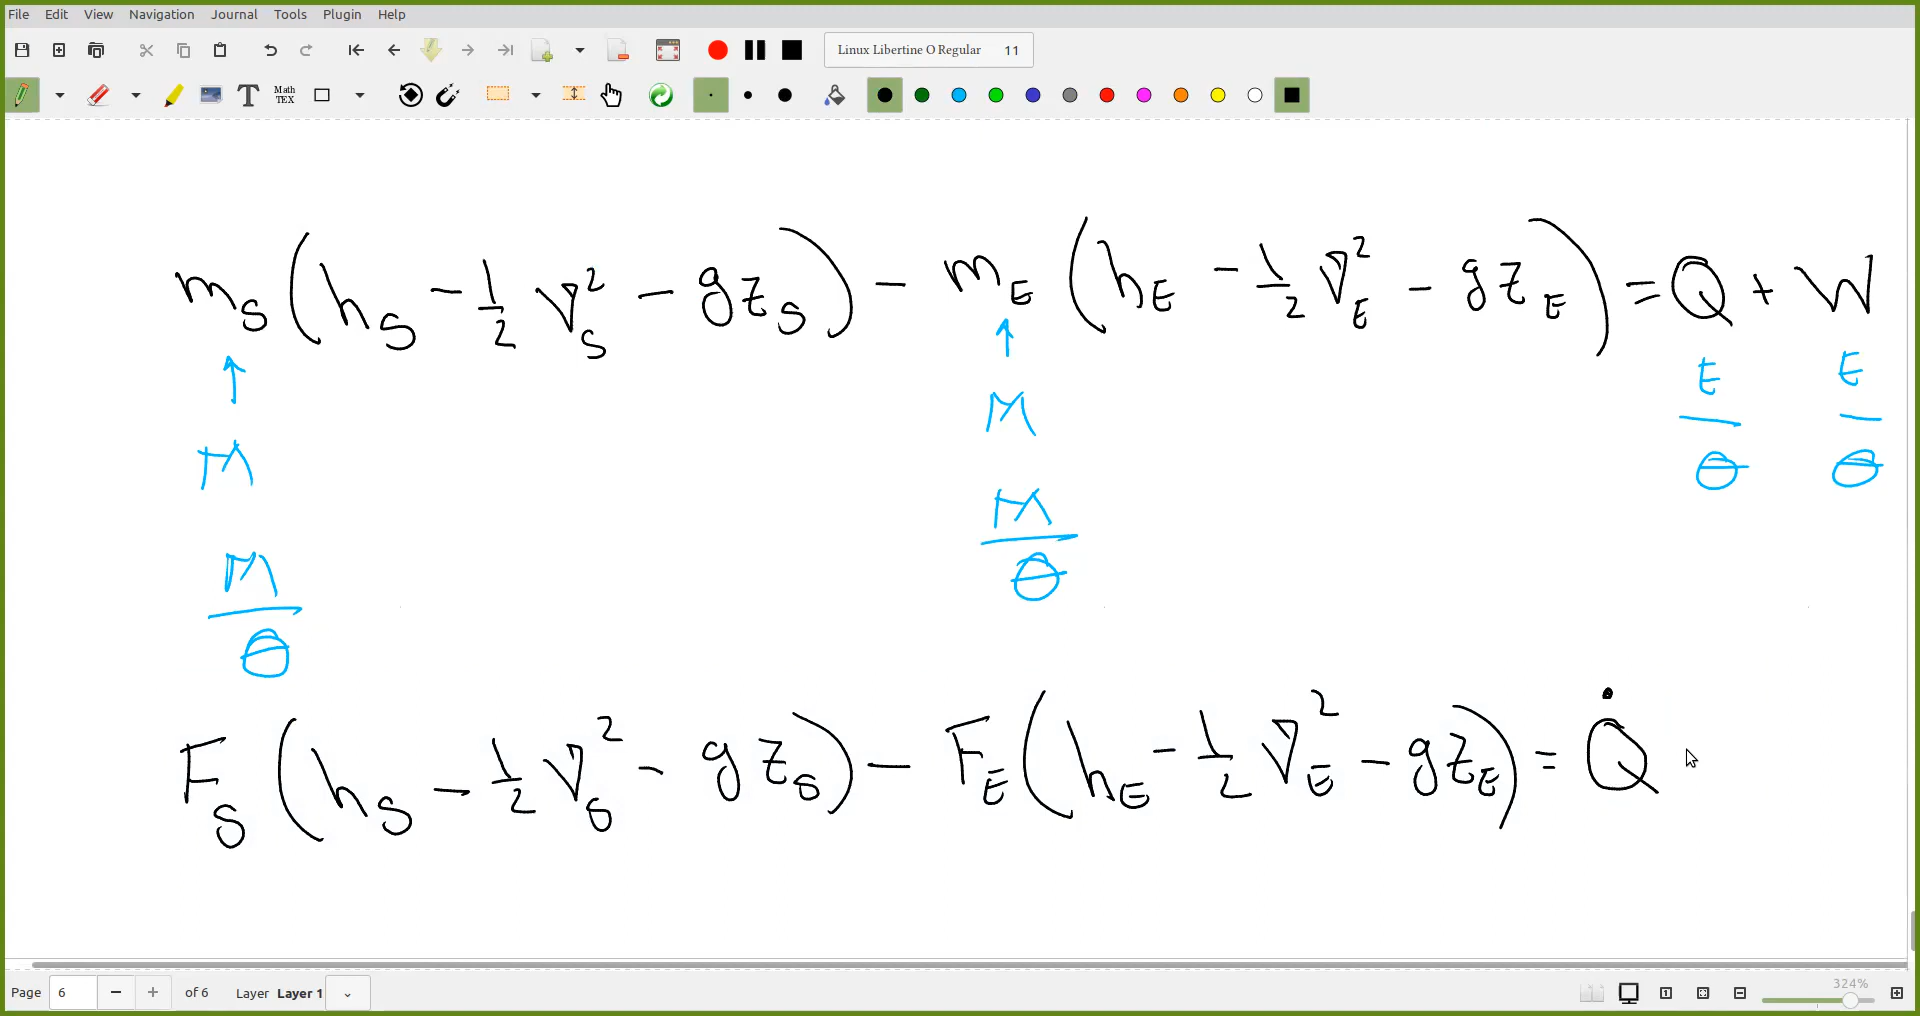 File Edit View Navigation Journal Tools Plugin Help
Linux Libertine O Regular 11
T Math TEX
m_S (h_S - 1/2 V_S^2 - g z_S) - m_E (h_E - 1/2 V_E^2 - g z_E) = Q + W
↑ ↑ E/θ E/θ
M M
M/θ M/θ
F_S (h_S - 1/2 V_S^2 - g z_S) - F_E (h_E - 1/2 V_E^2 - g z_E) = Q̇
Page 6 − + of 6 Layer Layer 1 324%